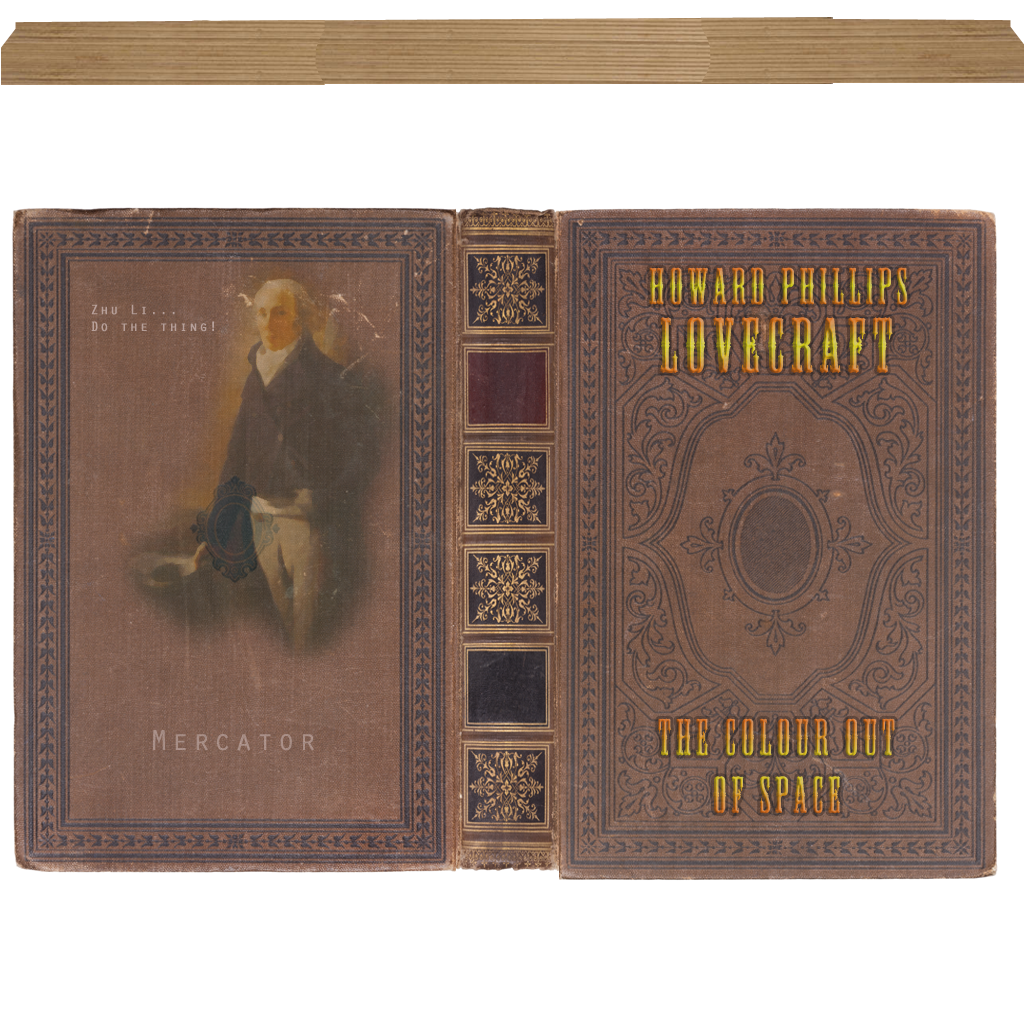 Zhu Li...
Do the thing!
Mercator
HOWARD PHILLIPS
LOVECRAFT
THE COLOUR OUT
OF SPACE